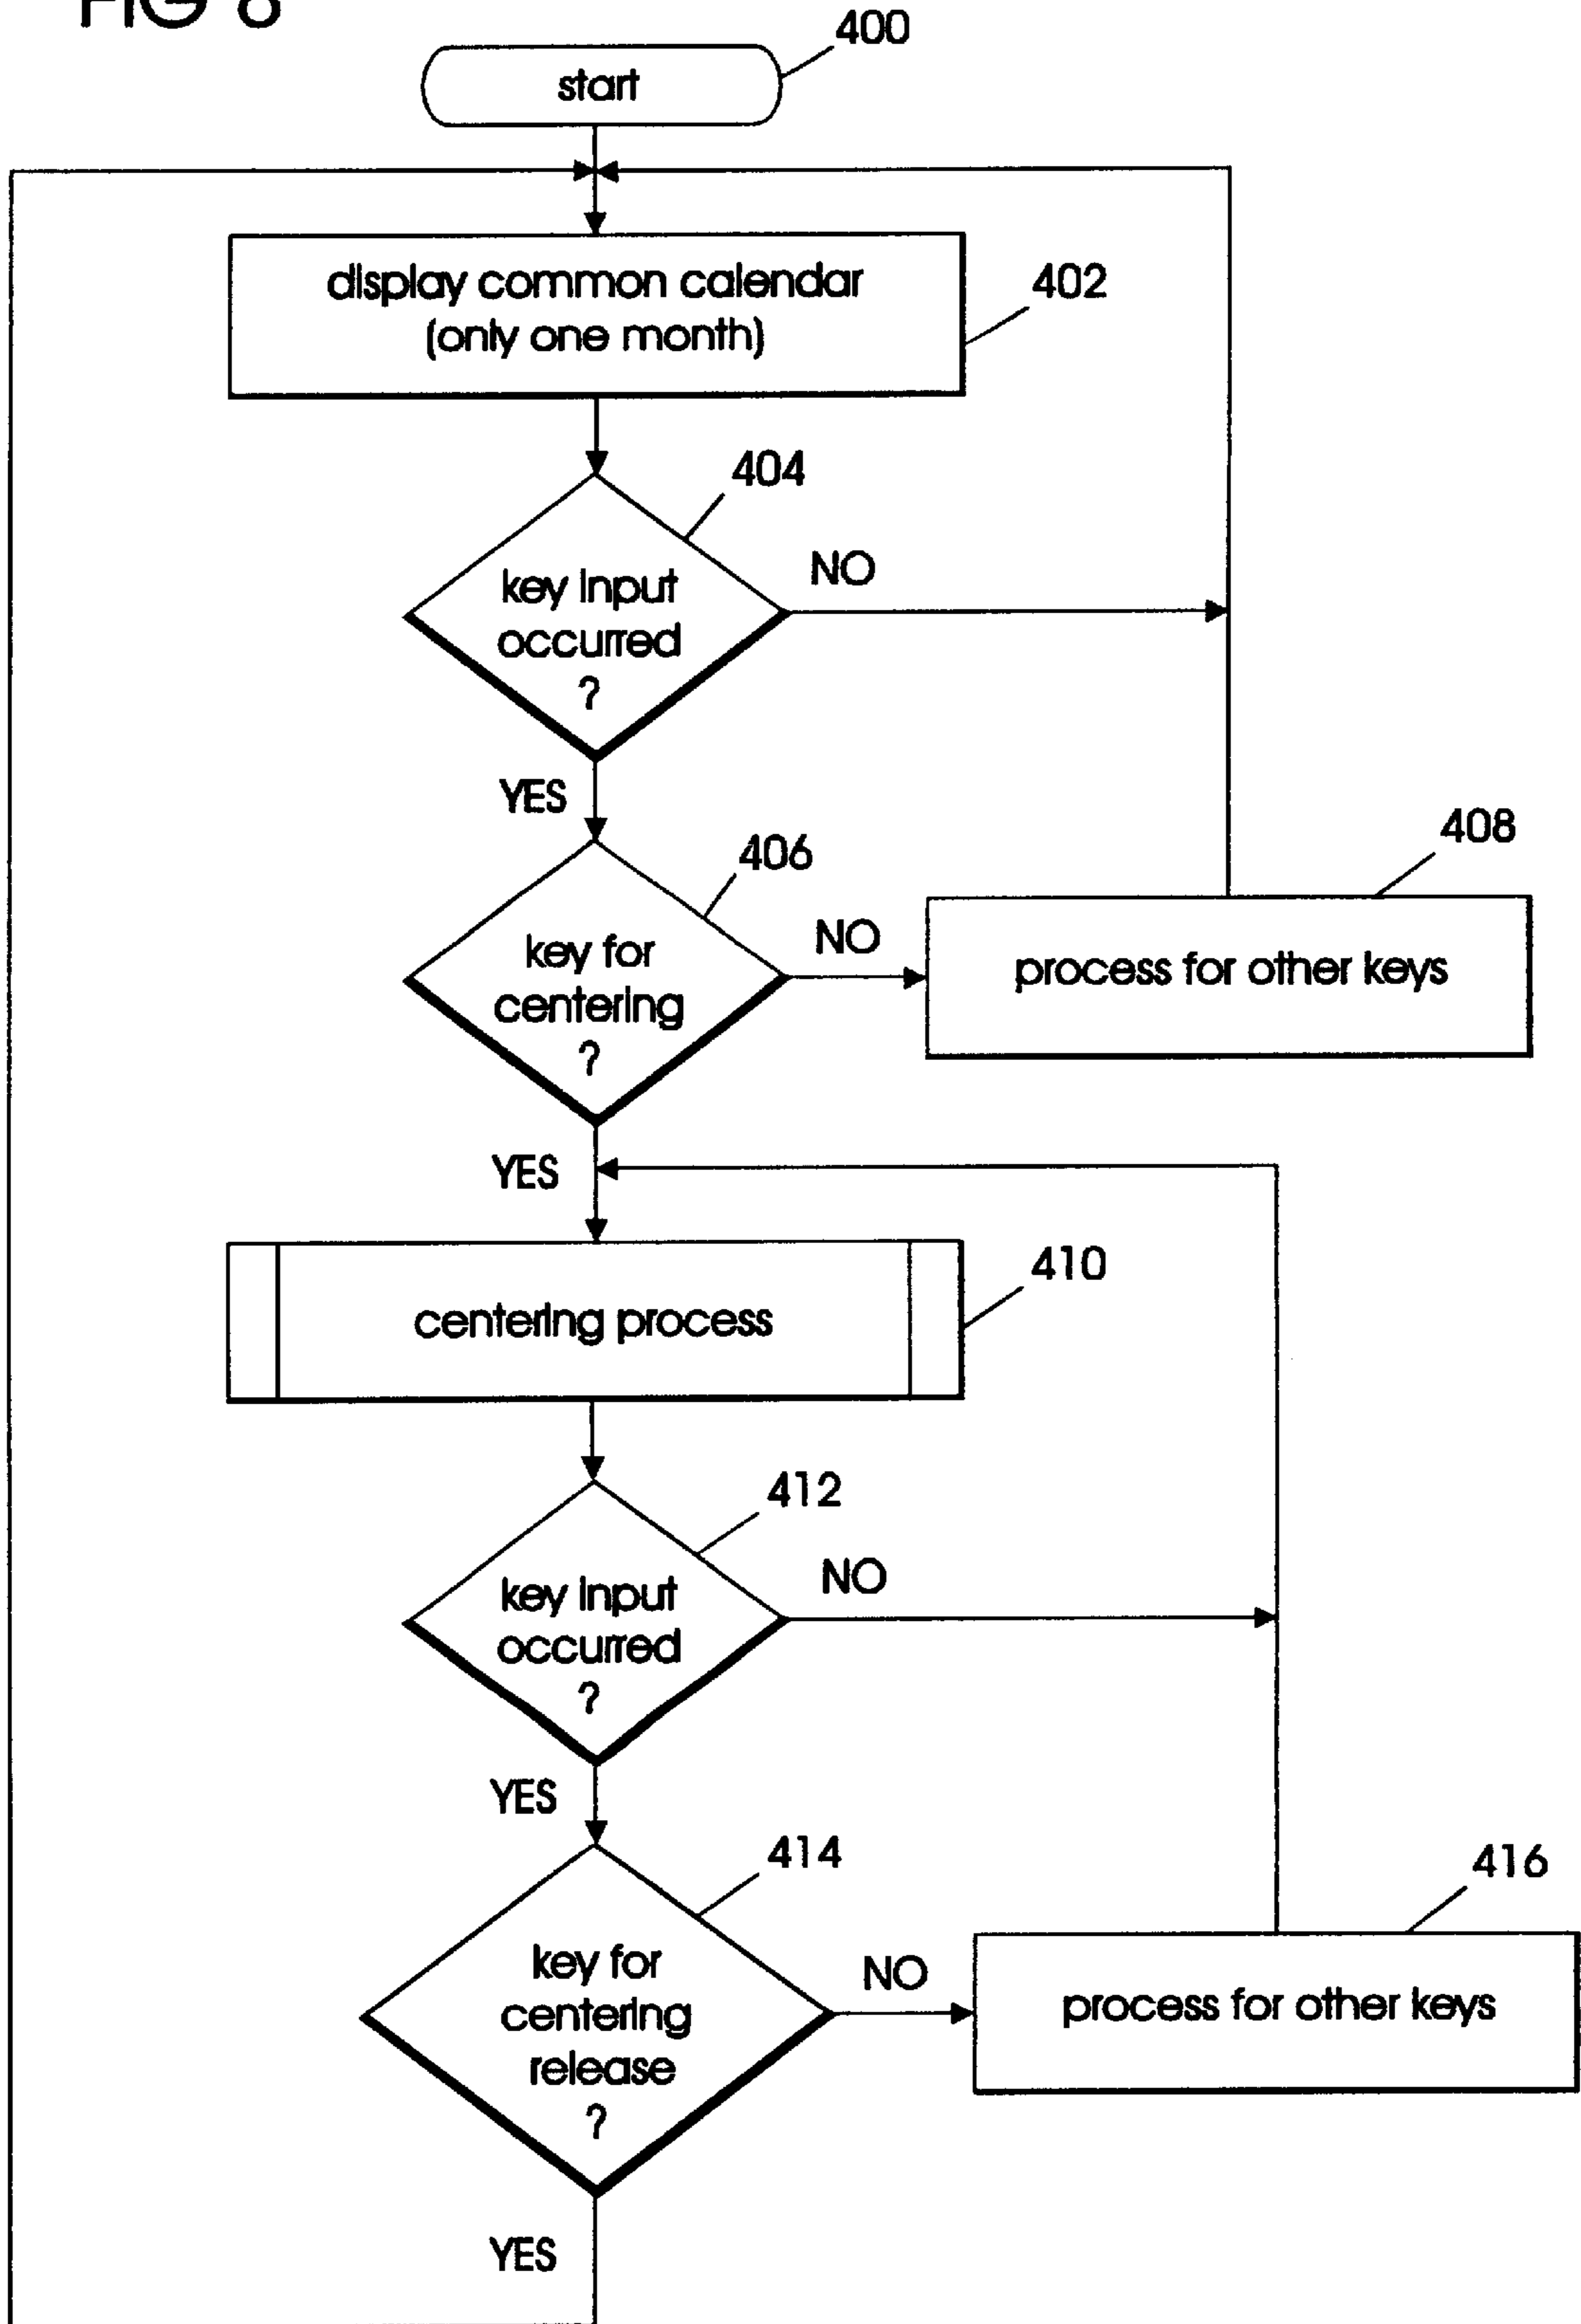 FIG 8
400
start
display common calendar
(only one month)
402
404
key input
occurred
?
NO
YES
406
408
key for
centering
?
NO
process for other keys
YES
centering process
410
412
key input
occurred
?
NO
YES
414
416
key for
centering
release
?
NO
process for other keys
YES